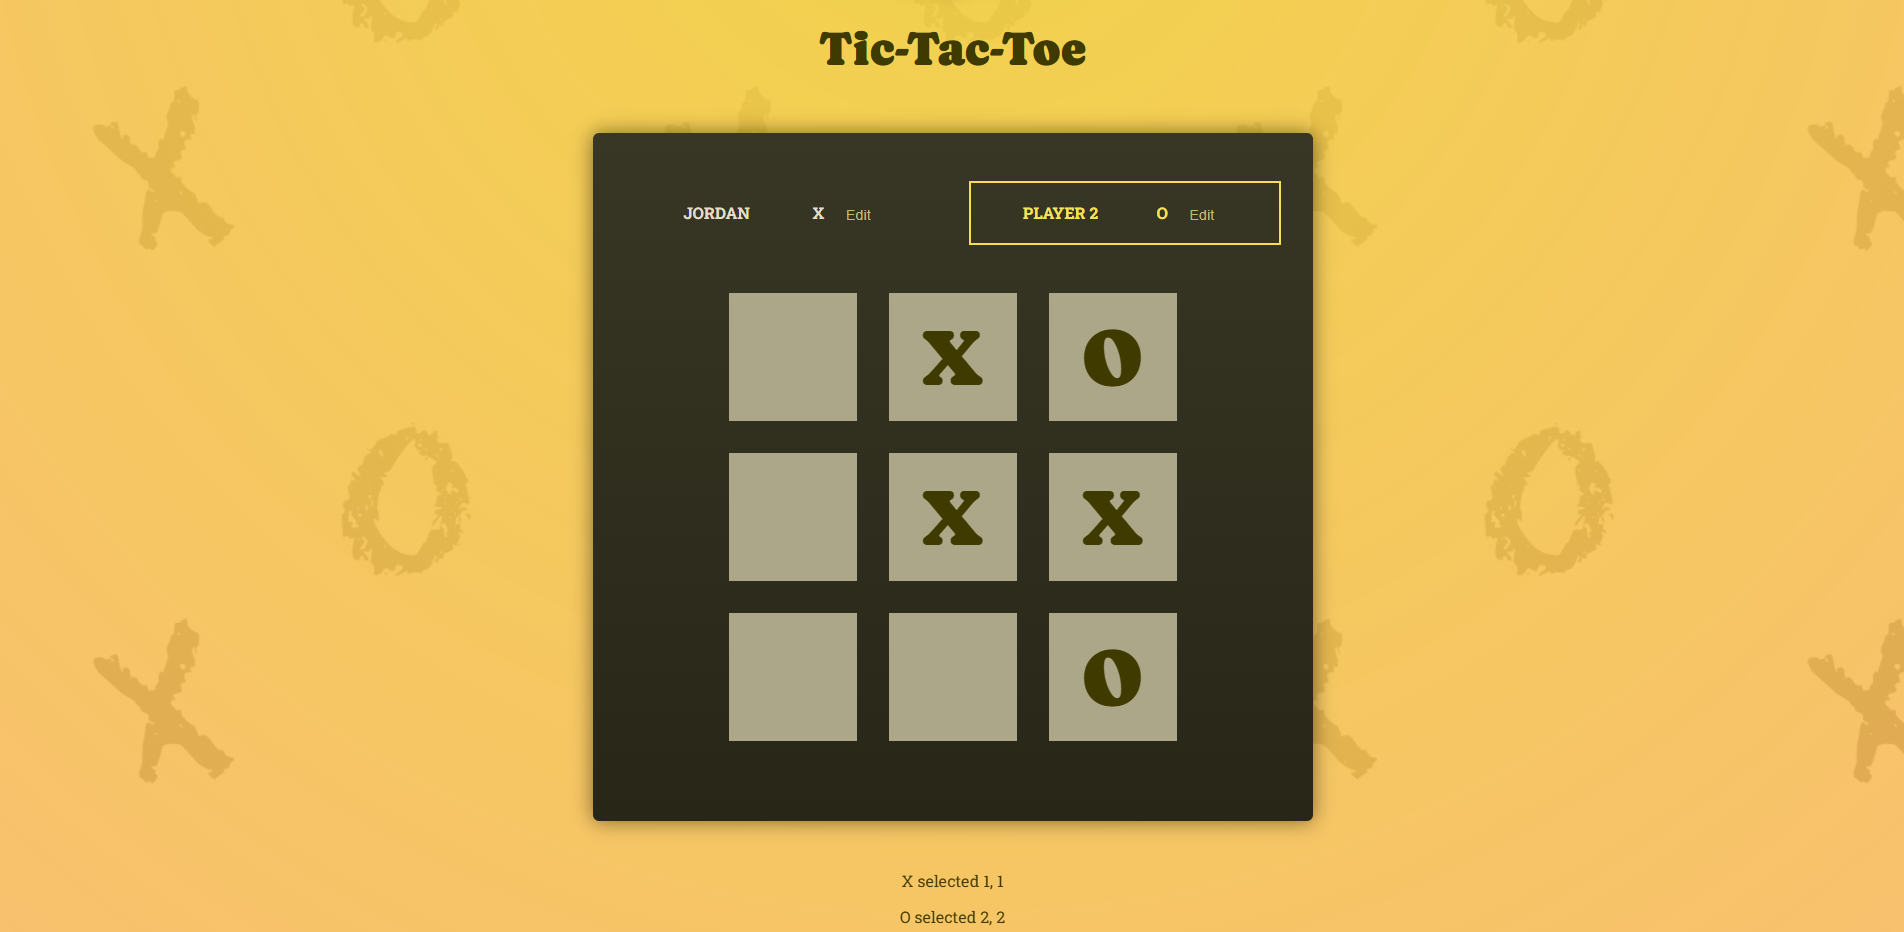 Tic-Tac-Toe
JORDAN X Edit PLAYER 2 O Edit
X O
X X
O
X selected 1, 1
O selected 2, 2